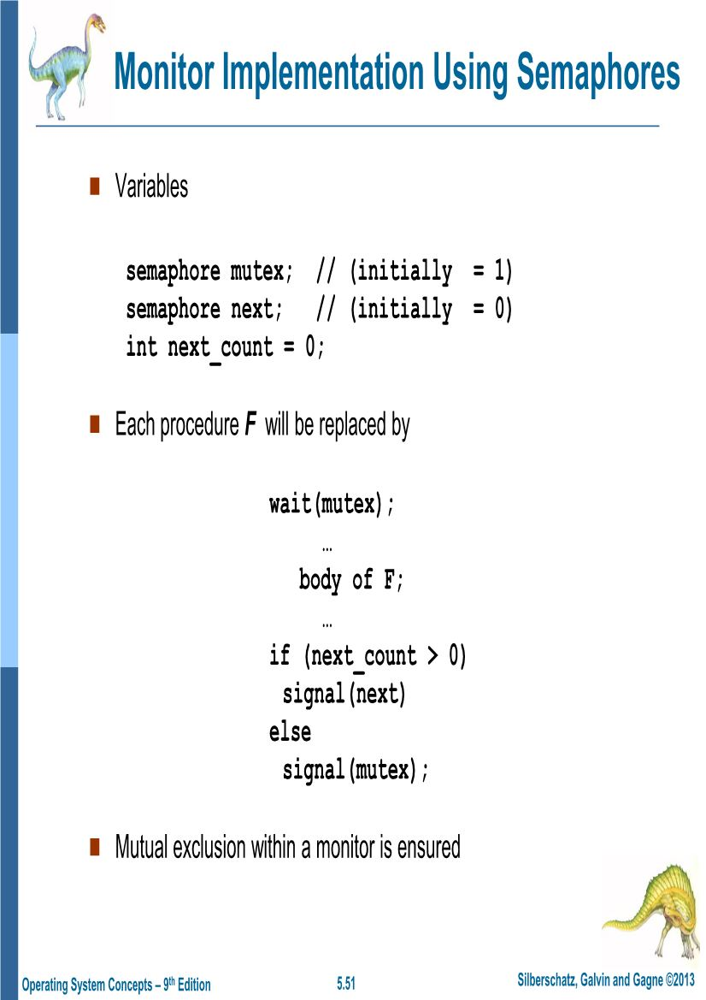 Monitor Implementation Using Semaphores
Variables
semaphore mutex; // (initially = 1)
semaphore next; // (initially = 0)
int next_count = 0;
Each procedure F will be replaced by
wait(mutex);
…
body of F;
…
if (next_count > 0)
signal(next)
else
signal(mutex);
Mutual exclusion within a monitor is ensured
Operating System Concepts – 9th Edition
5.51
Silberschatz, Galvin and Gagne ©2013